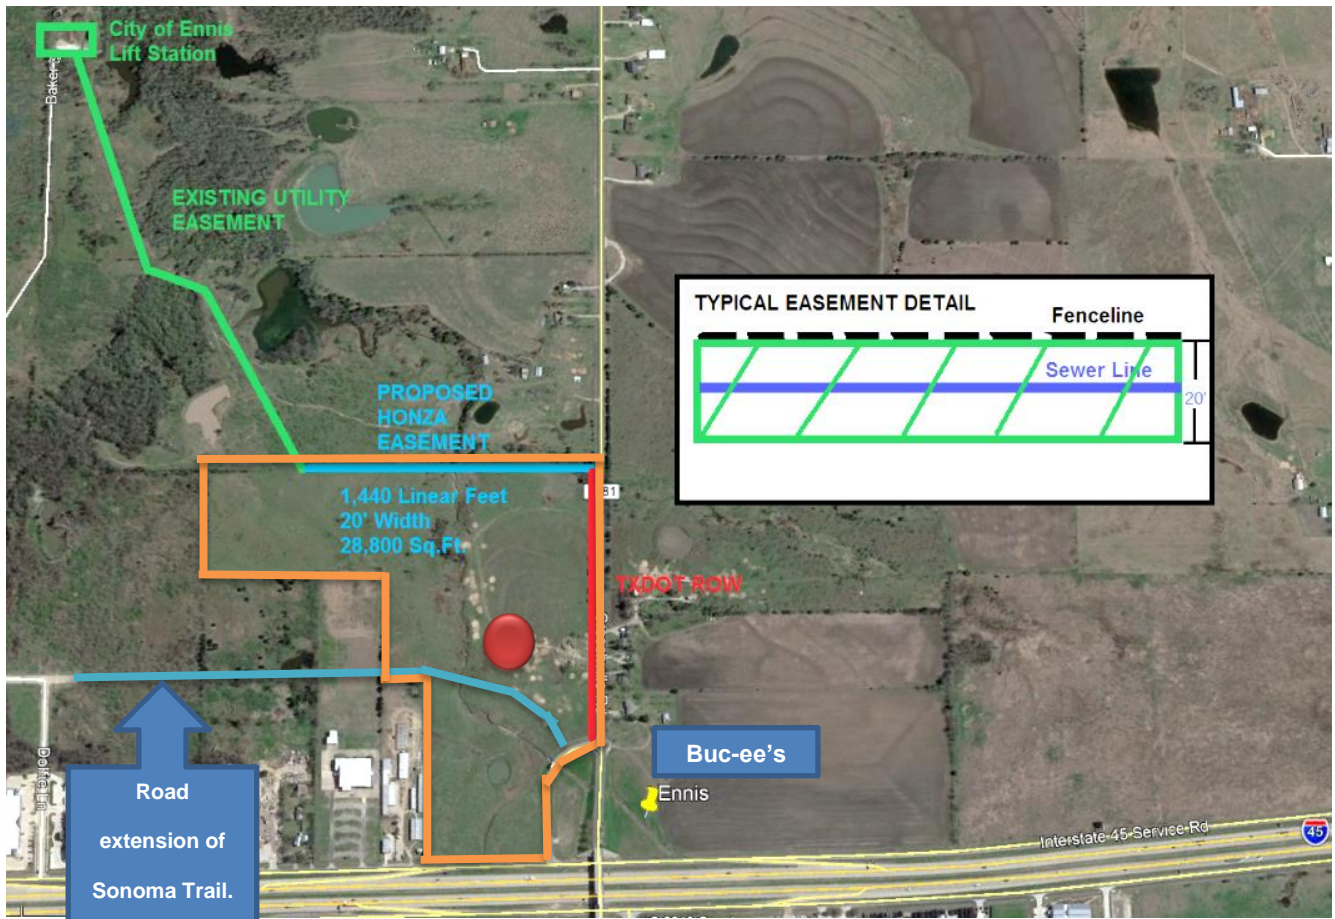 City of Ennis
Lift Station
EXISTING UTILITY
EASEMENT
TYPICAL EASEMENT DETAIL
Fenceline
Sewer Line
20'
PROPOSED
HONZA
EASEMENT
1,440 Linear Feet
20' Width
28,800 Sq.Ft.
TXDOT ROW
Buc-ee's
Ennis
Road
extension of
Sonoma Trail.
Interstate 45 Service Rd
45